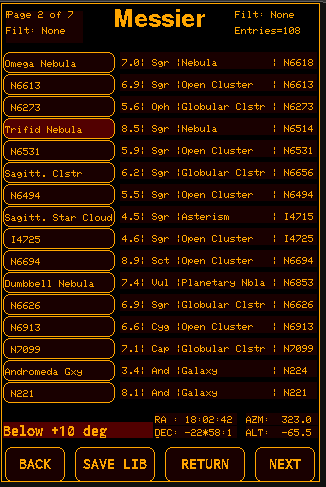 Page 2 of 7
Filt: None
Messier
Filt: None
Entries=108
Omega Nebula 7.0¦ Sgr ¦Nebula ¦ N6618
N6613 6.9¦ Sgr ¦Open Cluster ¦ N6613
N6273 5.6¦ Oph ¦Globular Clstr ¦ N6273
Trifid Nebula 8.5¦ Sgr ¦Nebula ¦ N6514
N6531 5.9¦ Sgr ¦Open Cluster ¦ N6531
Sagitt. Clstr 6.2¦ Sgr ¦Globular Clstr ¦ N6656
N6494 5.5¦ Sgr ¦Open Cluster ¦ N6494
Sagitt. Star Cloud 4.5¦ Sgr ¦Asterism ¦ I4715
I4725 4.6¦ Sgr ¦Open Cluster ¦ I4725
N6694 8.9¦ Sct ¦Open Cluster ¦ N6694
Dumbbell Nebula 7.4¦ Vul ¦Planetary Nbla ¦ N6853
N6626 6.9¦ Sgr ¦Globular Clstr ¦ N6626
N6913 6.6¦ Cyg ¦Open Cluster ¦ N6913
N7099 7.1¦ Cap ¦Globular Clstr ¦ N7099
Andromeda Gxy 3.4¦ And ¦Galaxy ¦ N224
N221 8.1¦ And ¦Galaxy ¦ N221
Below +10 deg
RA : 18:02:42 AZM: 323.0
DEC: -22*58:1 ALT: -65.5
BACK SAVE LIB RETURN NEXT